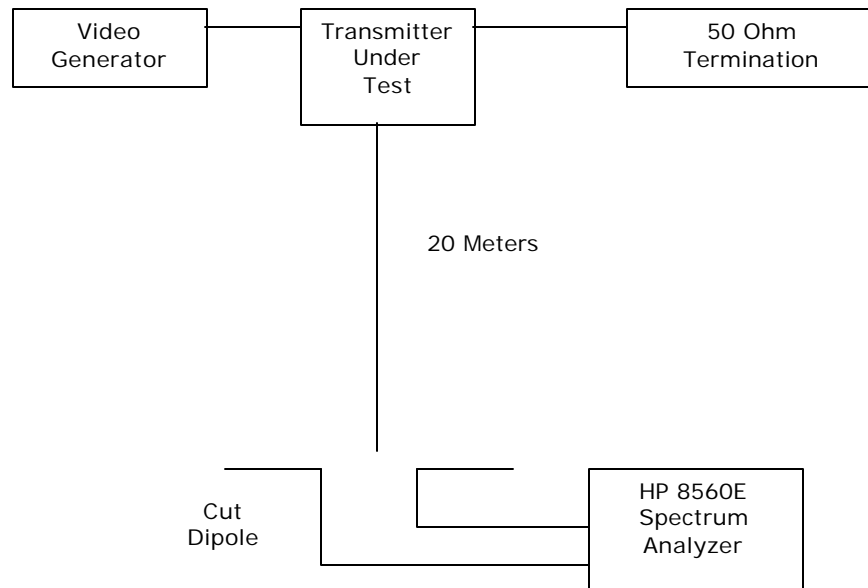 Video
Generator
Transmitter
Under
Test
50 Ohm
Termination
20 Meters
Cut
Dipole
HP 8560E
Spectrum
Analyzer